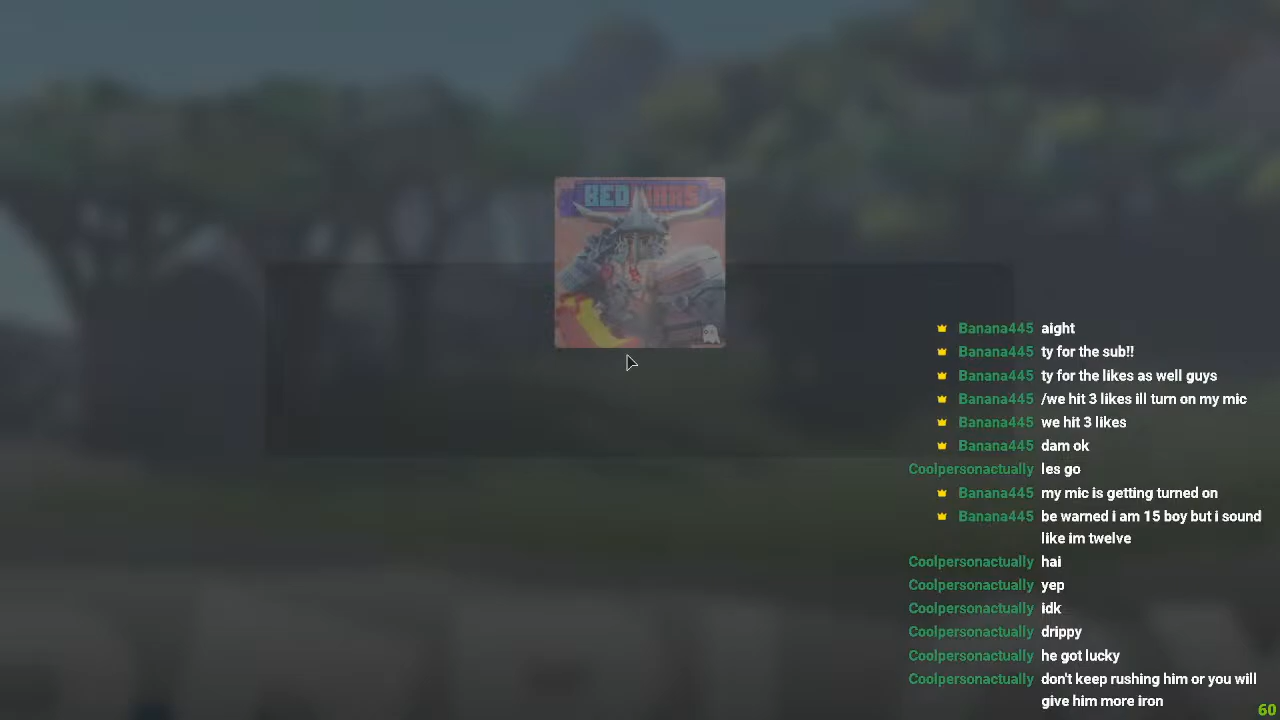 BED WARS
Banana445 aight
Banana445 ty for the sub!!
Banana445 ty for the likes as well guys
Banana445 /we hit 3 likes ill turn on my mic
Banana445 we hit 3 likes
Banana445 dam ok
Coolpersonactually les go
Banana445 my mic is getting turned on
Banana445 be warned i am 15 boy but i sound
like im twelve
Coolpersonactually hai
Coolpersonactually yep
Coolpersonactually idk
Coolpersonactually drippy
Coolpersonactually he got lucky
Coolpersonactually don't keep rushing him or you will
give him more iron
60